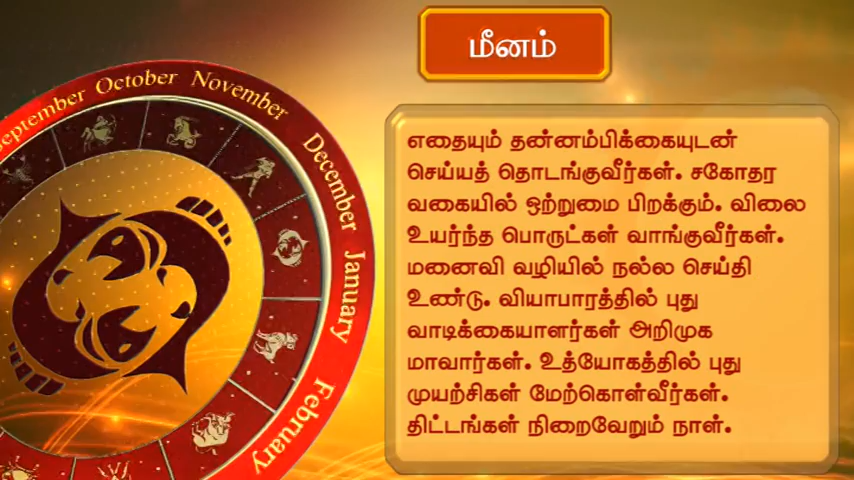 மீனம்
எதையும் தன்னம்பிக்கையுடன்
செய்யத் தொடங்குவீர்கள். சகோதர
வகையில் ஒற்றுமை பிறக்கும். விலை
உயர்ந்த பொருட்கள் வாங்குவீர்கள்.
மனைவி வழியில் நல்ல செய்தி
உண்டு. வியாபாரத்தில் புது
வாடிக்கையாளர்கள் அறிமுக
மாவார்கள். உத்யோகத்தில் புது
முயற்சிகள் மேற்கொள்வீர்கள்.
திட்டங்கள் நிறைவேறும் நாள்.
September
October
November
December
January
February